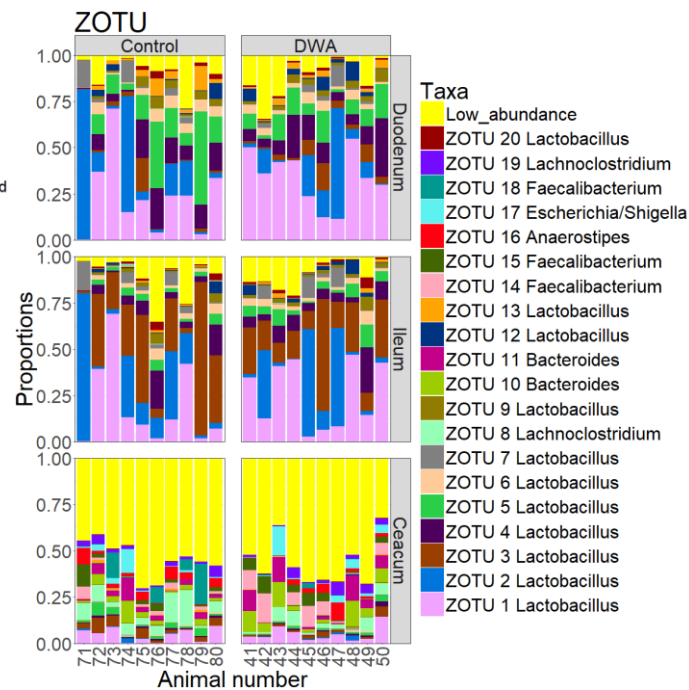 ZOTU
Control
DWA
Taxa
1.00
0.75
0.50
0.25
0.00
Duodenum
1.00
0.75
0.50
0.25
0.00
Ileum
1.00
0.75
0.50
0.25
0.00
Ceacum
Proportions
d
71 72 73 74 75 76 77 78 79 80
41 42 43 44 45 46 47 48 49 50
Animal number
Low_abundance
ZOTU 20 Lactobacillus
ZOTU 19 Lachnoclostridium
ZOTU 18 Faecalibacterium
ZOTU 17 Escherichia/Shigella
ZOTU 16 Anaerostipes
ZOTU 15 Faecalibacterium
ZOTU 14 Faecalibacterium
ZOTU 13 Lactobacillus
ZOTU 12 Lactobacillus
ZOTU 11 Bacteroides
ZOTU 10 Bacteroides
ZOTU 9 Lactobacillus
ZOTU 8 Lachnoclostridium
ZOTU 7 Lactobacillus
ZOTU 6 Lactobacillus
ZOTU 5 Lactobacillus
ZOTU 4 Lactobacillus
ZOTU 3 Lactobacillus
ZOTU 2 Lactobacillus
ZOTU 1 Lactobacillus